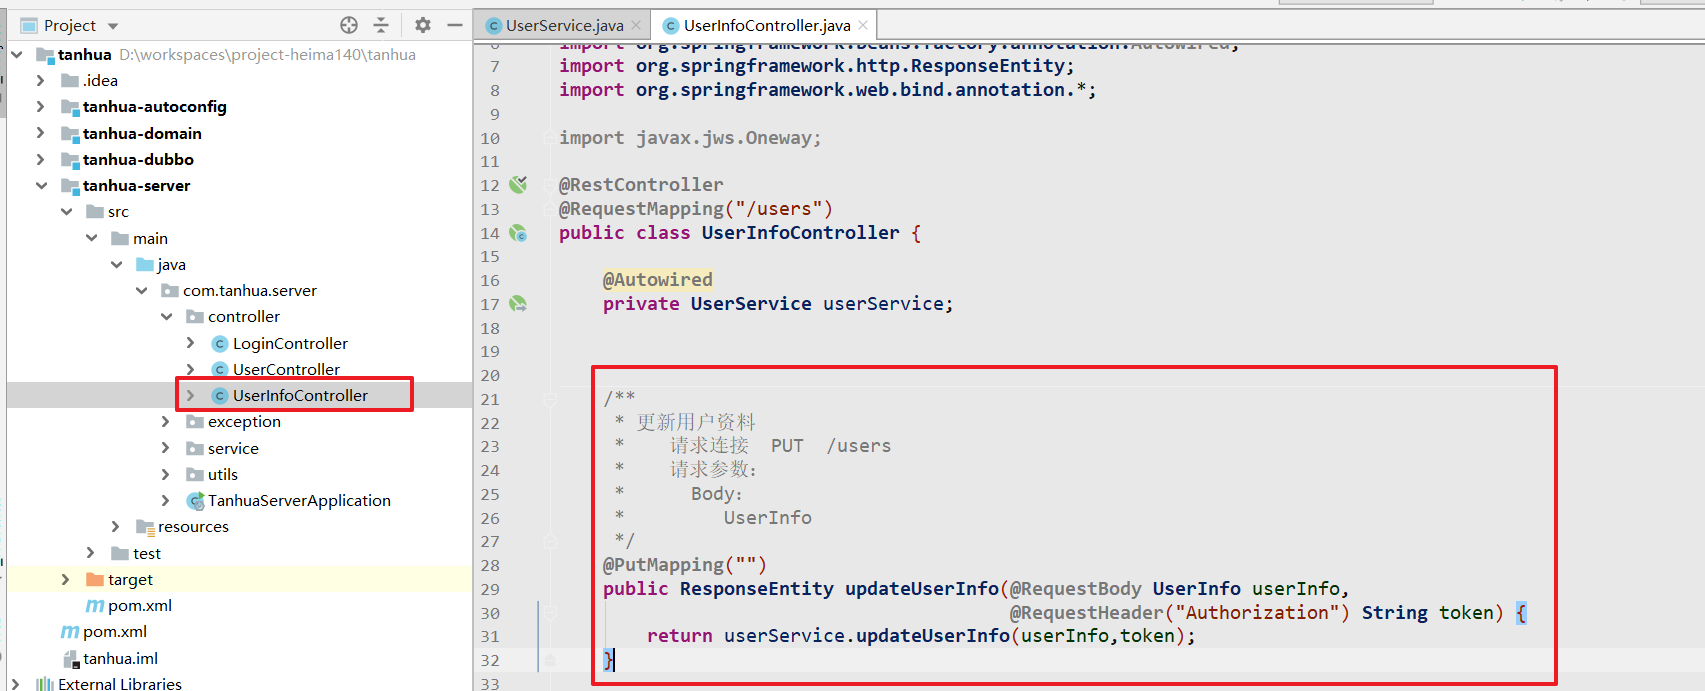 Project
tanhua D:\workspaces\project-heima140\tanhua
.idea
tanhua-autoconfig
tanhua-domain
tanhua-dubbo
tanhua-server
src
main
java
com.tanhua.server
controller
LoginController
UserController
UserInfoController
exception
service
utils
TanhuaServerApplication
resources
test
target
pom.xml
pom.xml
tanhua.iml
External Libraries
UserService.java
UserInfoController.java
6 import org.springframework.beans.factory.annotation.Autowired;
7 import org.springframework.http.ResponseEntity;
8 import org.springframework.web.bind.annotation.*;
9
10 import javax.jws.Oneway;
11
12 @RestController
13 @RequestMapping("/users")
14 public class UserInfoController {
15
16 @Autowired
17 private UserService userService;
18
19
20
21 /**
22 * 更新用户资料
23 * 请求连接 PUT /users
24 * 请求参数：
25 * Body：
26 * UserInfo
27 */
28 @PutMapping("")
29 public ResponseEntity updateUserInfo(@RequestBody UserInfo userInfo,
30 @RequestHeader("Authorization") String token) {
31 return userService.updateUserInfo(userInfo,token);
32 }
33